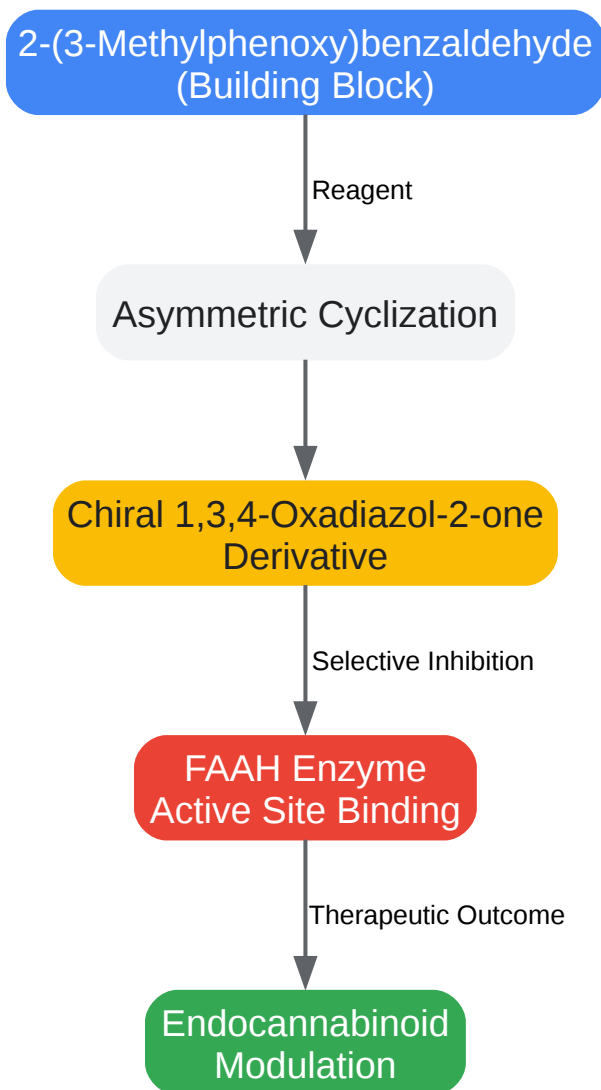 2-(3-Methylphenoxy)benzaldehyde
(Building Block)
Reagent
Asymmetric Cyclization
Chiral 1,3,4-Oxadiazol-2-one
Derivative
Selective Inhibition
FAAH Enzyme
Active Site Binding
Therapeutic Outcome
Endocannabinoid
Modulation